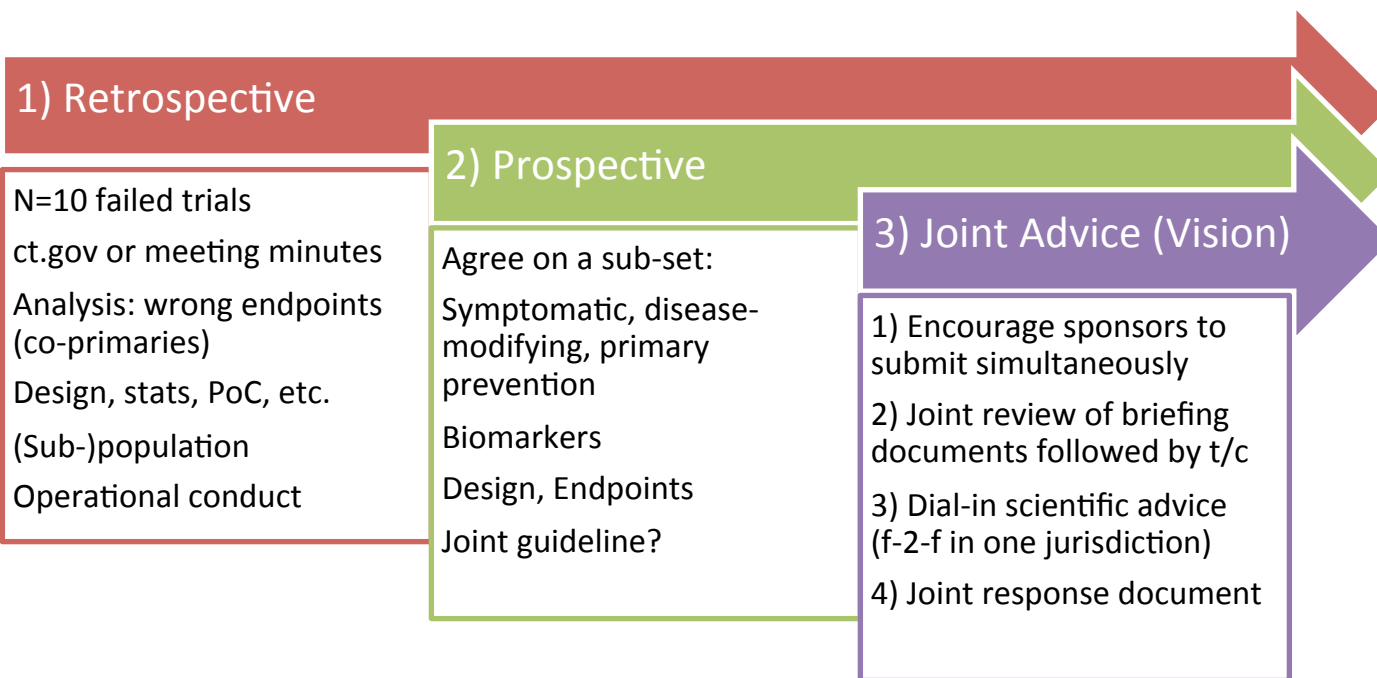 1) Retrospective
N=10 failed trials
ct.gov or meeting minutes
Analysis: wrong endpoints
(co-primaries)
Design, stats, PoC, etc.
(Sub-)population
Operational conduct
2) Prospective
Agree on a sub-set:
Symptomatic, disease-
modifying, primary
prevention
Biomarkers
Design, Endpoints
Joint guideline?
3) Joint Advice (Vision)
1) Encourage sponsors to
submit simultaneously
2) Joint review of briefing
documents followed by t/c
3) Dial-in scientific advice
(f-2-f in one jurisdiction)
4) Joint response document